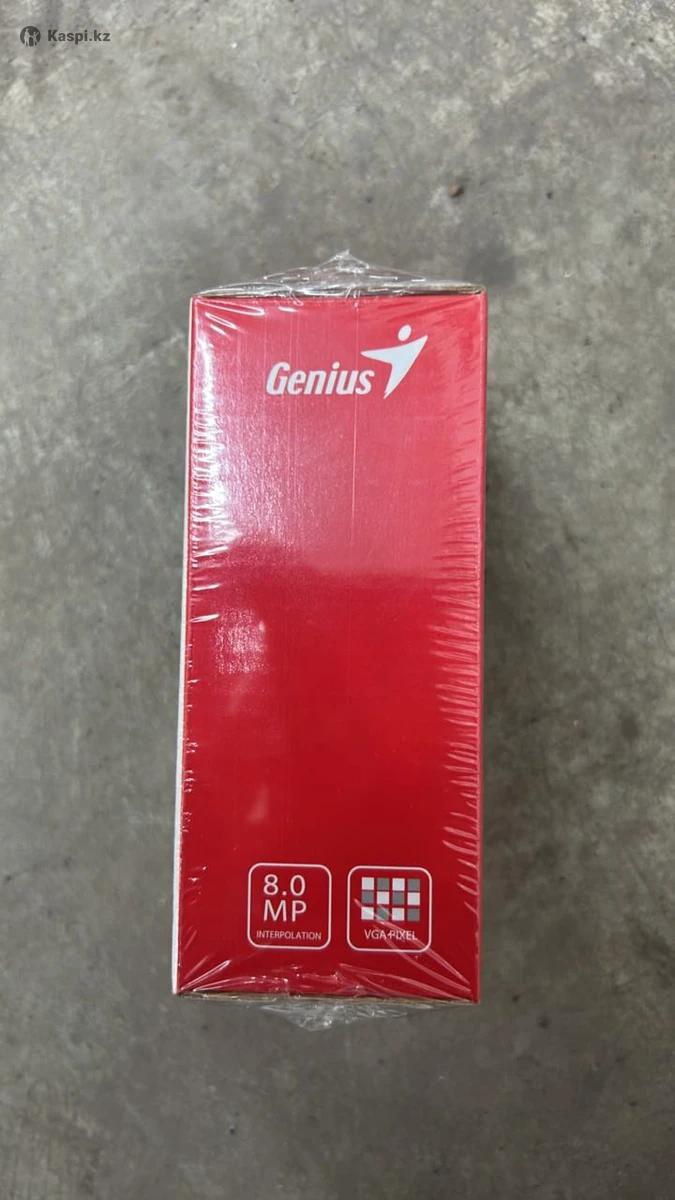 Kaspi.kz
Genius
8.0
MP
INTERPOLATION
VGA PIXEL